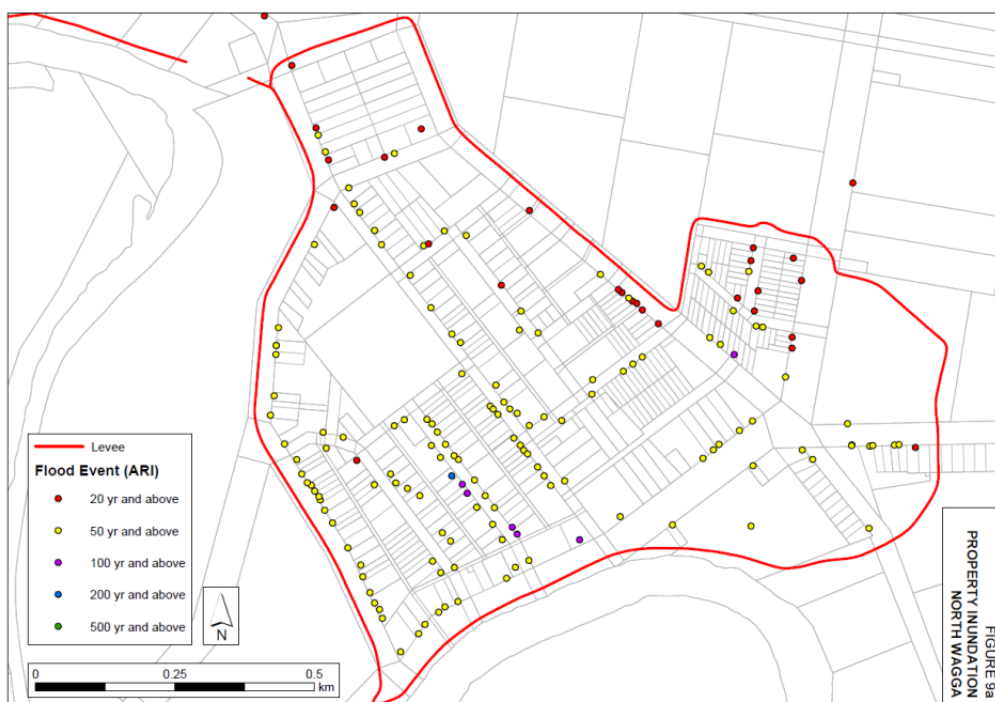 Levee
Flood Event (ARI)
20 yr and above
50 yr and above
100 yr and above
200 yr and above
500 yr and above
N
0 0.25 0.5
km
FIGURE 9a
PROPERTY INUNDATION
NORTH WAGGA